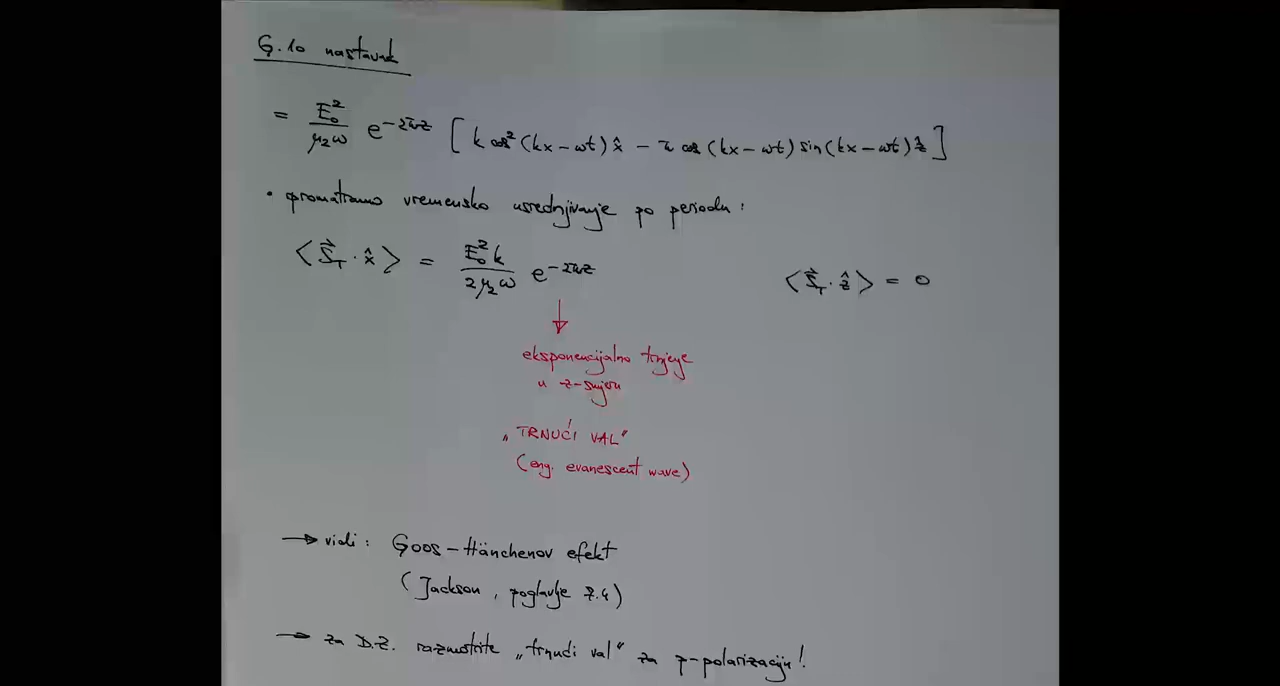 G.10 nastavak
= E₀²/μ₂ω e^{-2ϰz} [k cos²(kx-ωt) x̂ - ϰ cos(kx-ωt) sin(kx-ωt) ẑ]
• promatramo vremensko usrednjivanje po periodu:
⟨S⃗_T · x̂⟩ = E₀²k/2μ₂ω e^{-2ϰz} ⟨S⃗_T · ẑ⟩ = 0
↓
eksponencijalno trnjenje
u z-smjeru
„TRNUĆI VAL"
(eng. evanescent wave)
→ vidi: Goos-Hänchenov efekt
(Jackson, poglavlje 7.4)
→ za D.Z. razmotrite „trnući val" za p-polarizaciju!